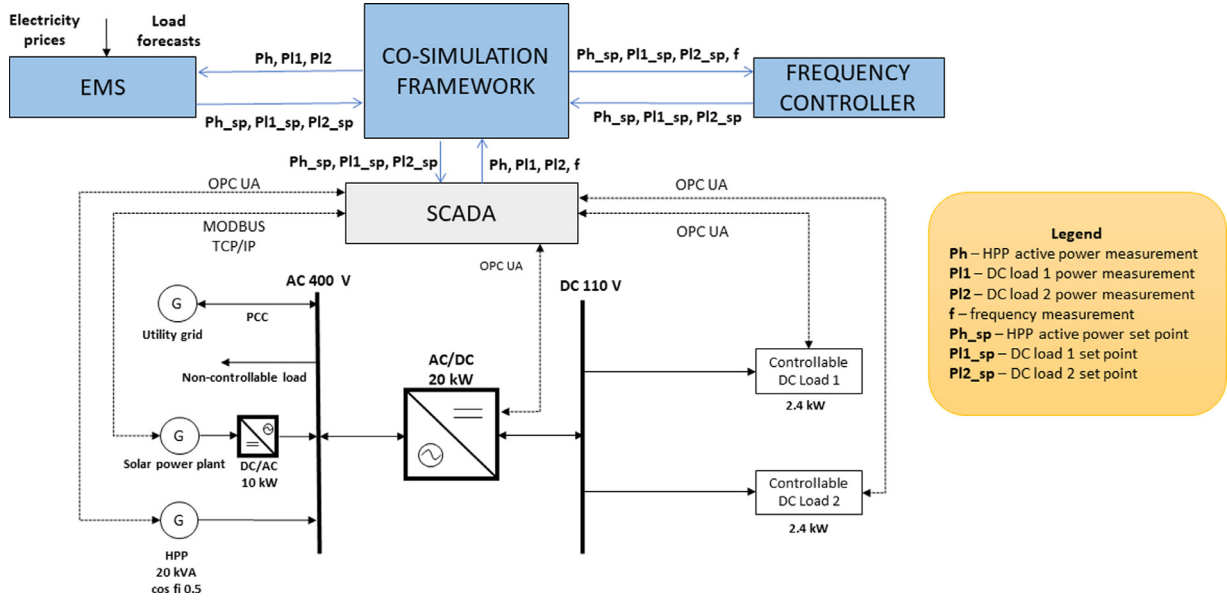 Electricity
prices
Load
forecasts
EMS
Ph, Pl1, Pl2
Ph_sp, Pl1_sp, Pl2_sp
CO-SIMULATION
FRAMEWORK
Ph_sp, Pl1_sp, Pl2_sp, f
Ph_sp, Pl1_sp, Pl2_sp
FREQUENCY
CONTROLLER
Ph_sp, Pl1_sp, Pl2_sp
Ph, Pl1, Pl2, f
OPC UA
MODBUS
TCP/IP
SCADA
OPC UA
OPC UA
OPC UA
AC 400 V
DC 110 V
G
Utility grid
PCC
Non-controllable load
AC/DC
20 kW
G
Solar power plant
DC/AC
10 kW
G
HPP
20 kVA
cos fi 0.5
Controllable
DC Load 1
2.4 kW
Controllable
DC Load 2
2.4 kW
Legend
Ph – HPP active power measurement
Pl1 – DC load 1 power measurement
Pl2 – DC load 2 power measurement
f – frequency measurement
Ph_sp – HPP active power set point
Pl1_sp – DC load 1 set point
Pl2_sp – DC load 2 set point